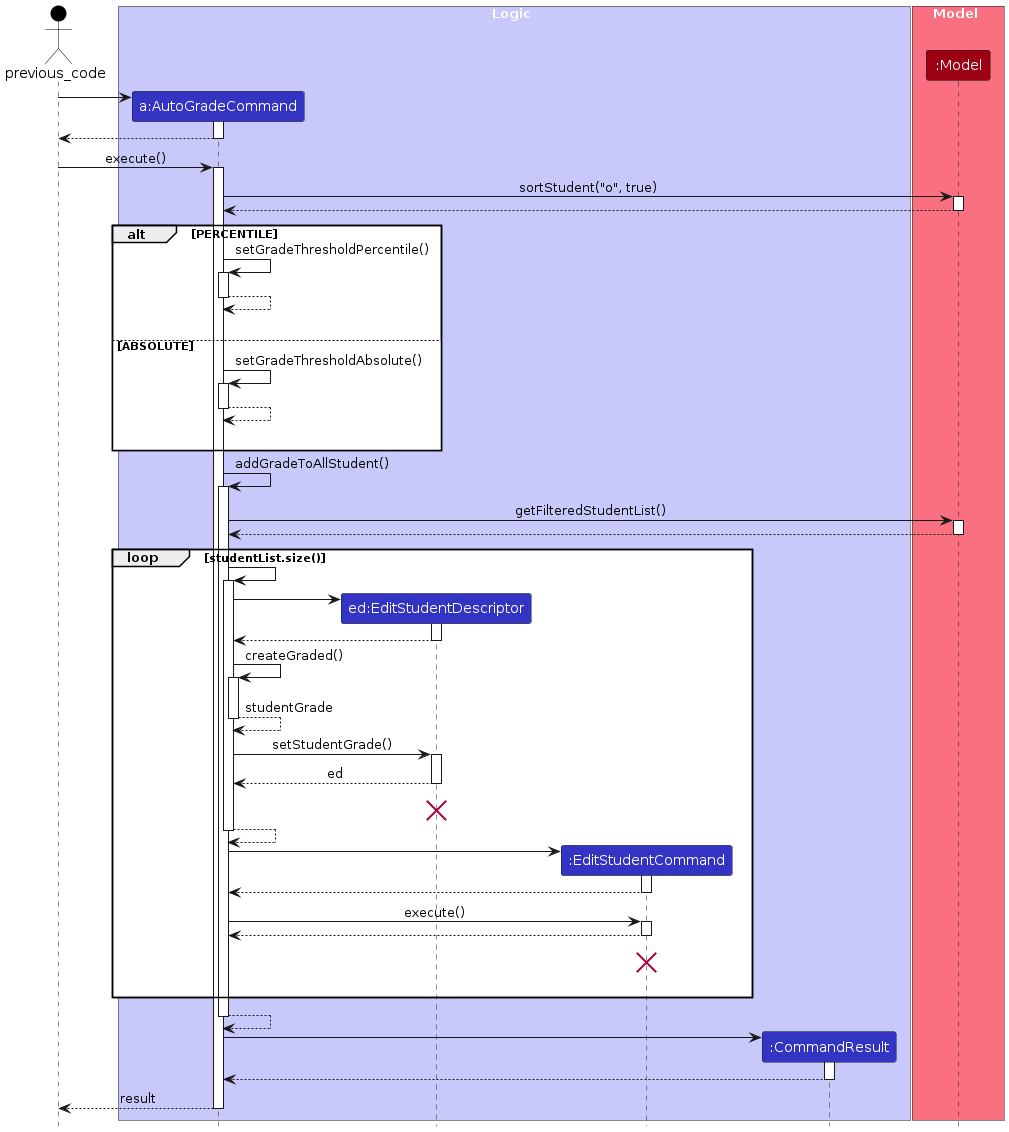 Logic
Model
previous_code
:Model
a:AutoGradeCommand
execute()
sortStudent("o", true)
alt
[PERCENTILE]
setGradeThresholdPercentile()
[ABSOLUTE]
setGradeThresholdAbsolute()
addGradeToAllStudent()
getFilteredStudentList()
loop
[studentList.size()]
ed:EditStudentDescriptor
createGraded()
studentGrade
setStudentGrade()
ed
:EditStudentCommand
execute()
:CommandResult
result